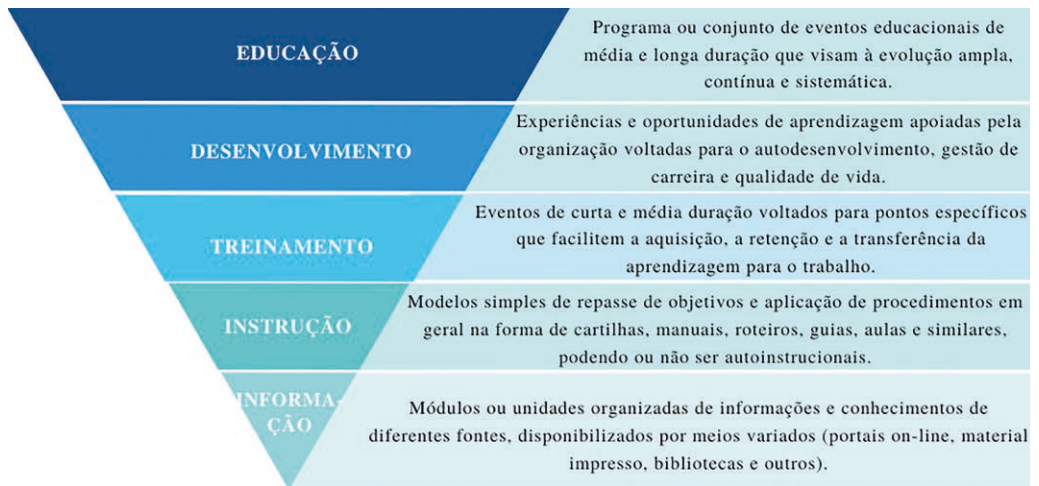 EDUCAÇÃO
Programa ou conjunto de eventos educacionais de
média e longa duração que visam à evolução ampla,
contínua e sistemática.
DESENVOLVIMENTO
Experiências e oportunidades de aprendizagem apoiadas pela
organização voltadas para o autodesenvolvimento, gestão de
carreira e qualidade de vida.
TREINAMENTO
Eventos de curta e média duração voltados para pontos específicos
que facilitem a aquisição, a retenção e a transferência da
aprendizagem para o trabalho.
INSTRUÇÃO
Modelos simples de repasse de objetivos e aplicação de procedimentos em
geral na forma de cartilhas, manuais, roteiros, guias, aulas e similares,
podendo ou não ser autoinstrucionais.
INFORMA-
ÇÃO
Módulos ou unidades organizadas de informações e conhecimentos de
diferentes fontes, disponibilizados por meios variados (portais on-line, material
impresso, bibliotecas e outros).